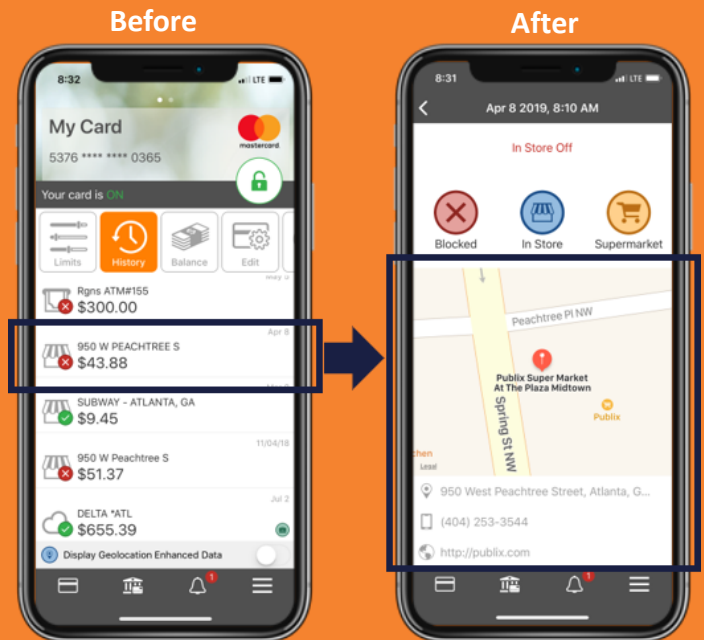 Before
8:32
LTE
My Card
mastercard
5376 **** **** 0365
Your card is ON
Limits
History
Balance
Edit
Rgns ATM#155
$300.00
Apr 8
950 W PEACHTREE S
$43.88
SUBWAY - ATLANTA, GA
$9.45
11/04/18
950 W Peachtree S
$51.37
Jul 2
DELTA *ATL
$655.39
Display Geolocation Enhanced Data
1
After
8:31
LTE
Apr 8 2019, 8:10 AM
In Store Off
Blocked
In Store
Supermarket
Peachtree Pl NW
Publix Super Market
At The Plaza Midtown
Publix
Spring St NW
chen
Legal
950 West Peachtree Street, Atlanta, G...
(404) 253-3544
http://publix.com
1